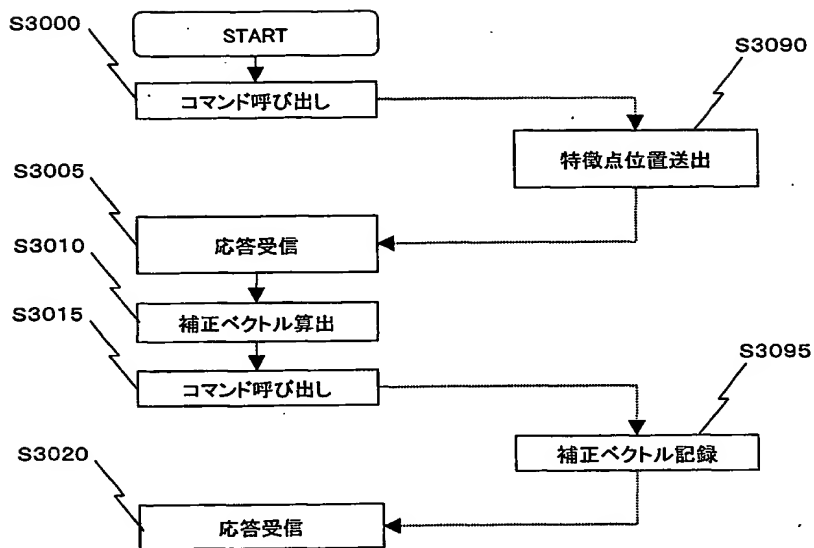 S3000
START
コマンド呼び出し
S3090
特徴点位置送出
S3005
応答受信
S3010
補正ベクトル算出
S3015
コマンド呼び出し
S3095
補正ベクトル記録
S3020
応答受信